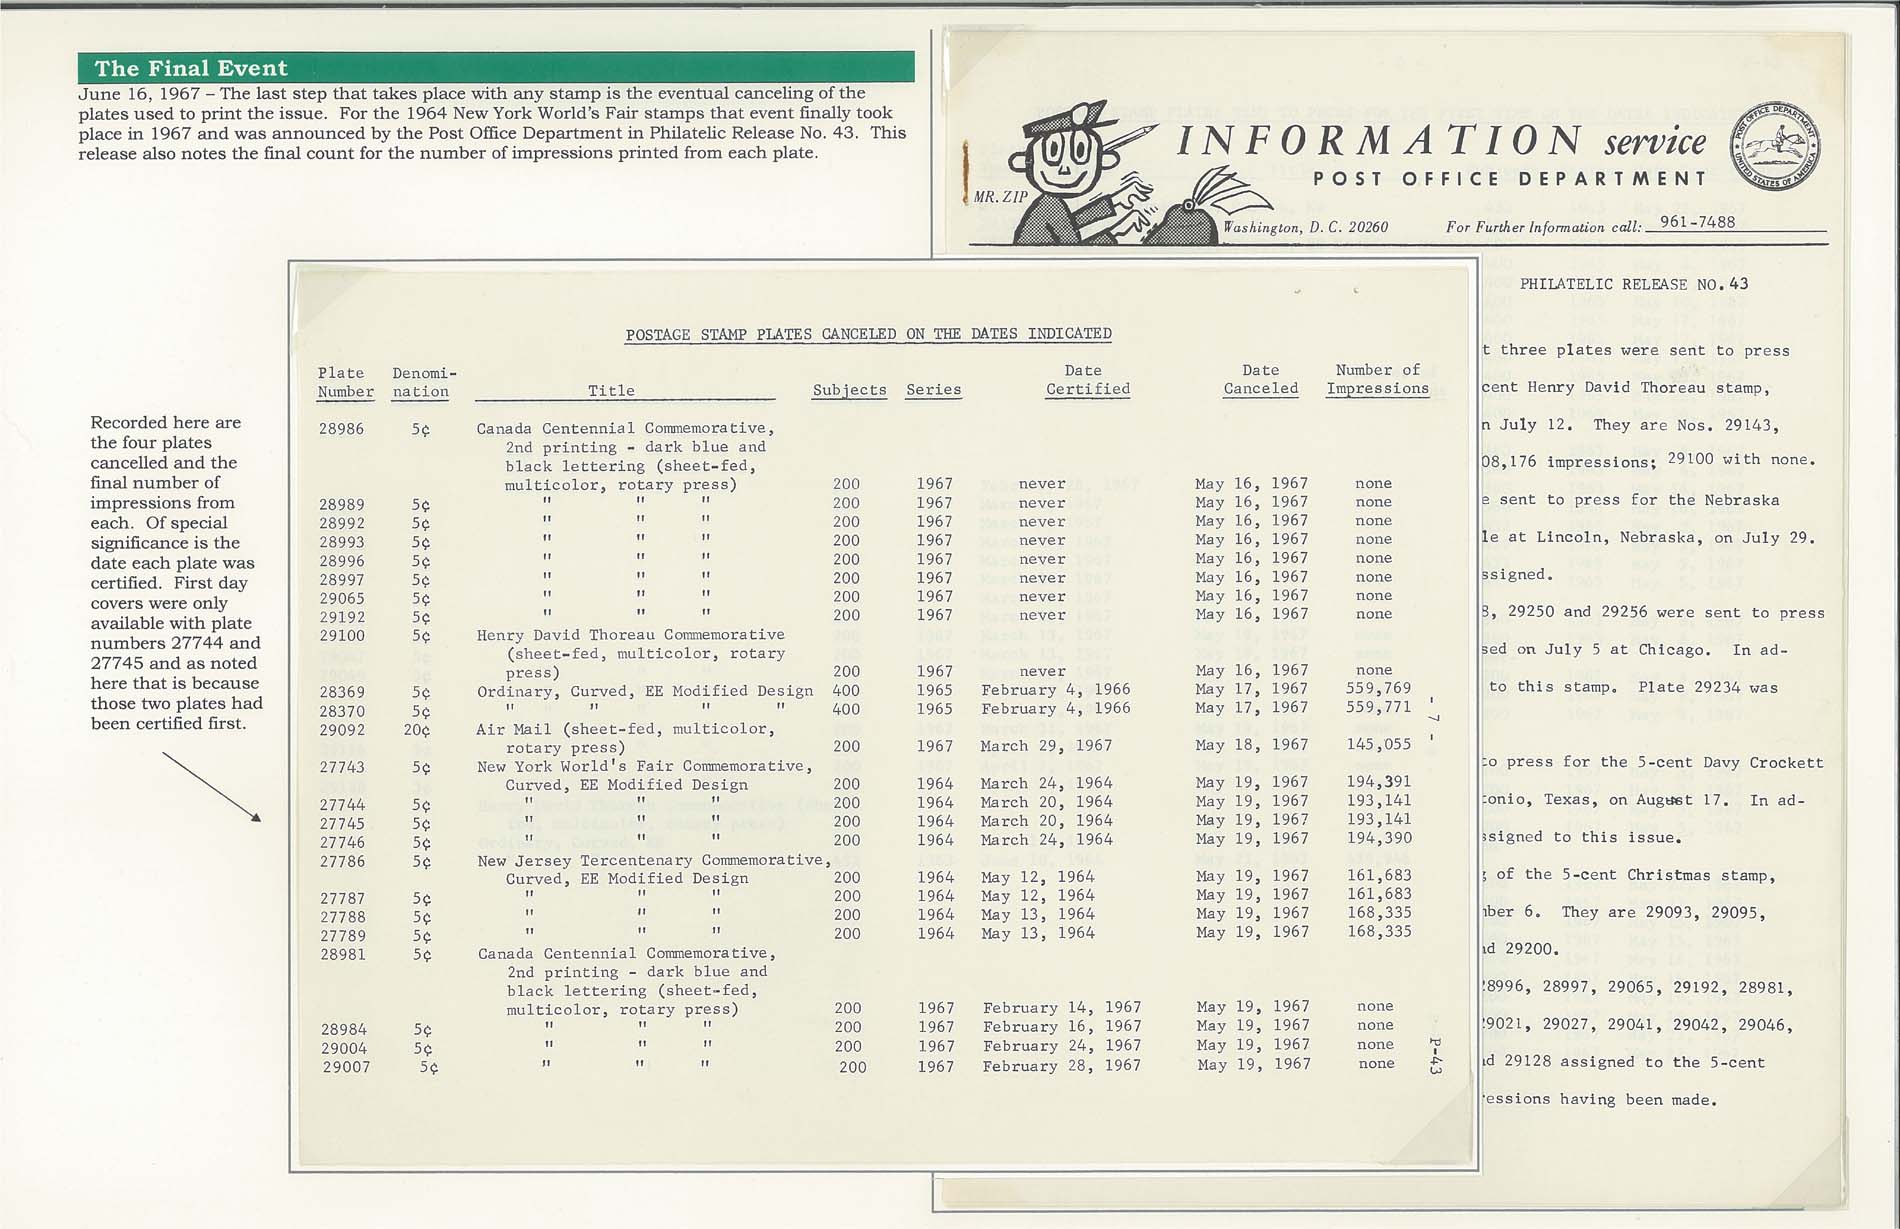 The Final Event
June 16, 1967 – The last step that takes place with any stamp is the eventual canceling of the
plates used to print the issue. For the 1964 New York World's Fair stamps that event finally took
place in 1967 and was announced by the Post Office Department in Philatelic Release No. 43. This
release also notes the final count for the number of impressions printed from each plate.
MR. ZIP
INFORMATION service
POST OFFICE DEPARTMENT
POST OFFICE DEPARTMENT UNITED STATES OF AMERICA
Washington, D. C. 20260 For Further Information call: 961-7488
Recorded here are
the four plates
cancelled and the
final number of
impressions from
each. Of special
significance is the
date each plate was
certified. First day
covers were only
available with plate
numbers 27744 and
27745 and as noted
here that is because
those two plates had
been certified first.
POSTAGE STAMP PLATES CANCELED ON THE DATES INDICATED
Plate Denomi- Date Date Number of
Number nation Title Subjects Series Certified Canceled Impressions
28986 5¢ Canada Centennial Commemorative,
2nd printing - dark blue and
black lettering (sheet-fed,
multicolor, rotary press) 200 1967 never May 16, 1967 none
28989 5¢ " " " 200 1967 never May 16, 1967 none
28992 5¢ " " " 200 1967 never May 16, 1967 none
28993 5¢ " " " 200 1967 never May 16, 1967 none
28996 5¢ " " " 200 1967 never May 16, 1967 none
28997 5¢ " " " 200 1967 never May 16, 1967 none
29065 5¢ " " " 200 1967 never May 16, 1967 none
29192 5¢ " " " 200 1967 never May 16, 1967 none
29100 5¢ Henry David Thoreau Commemorative
(sheet-fed, multicolor, rotary
press) 200 1967 never May 16, 1967 none
28369 5¢ Ordinary, Curved, EE Modified Design 400 1965 February 4, 1966 May 17, 1967 559,769
28370 5¢ " " " " 400 1965 February 4, 1966 May 17, 1967 559,771
29092 20¢ Air Mail (sheet-fed, multicolor,
rotary press) 200 1967 March 29, 1967 May 18, 1967 145,055
27743 5¢ New York World's Fair Commemorative,
Curved, EE Modified Design 200 1964 March 24, 1964 May 19, 1967 194,391
27744 5¢ " " " 200 1964 March 20, 1964 May 19, 1967 193,141
27745 5¢ " " " 200 1964 March 20, 1964 May 19, 1967 193,141
27746 5¢ " " " 200 1964 March 24, 1964 May 19, 1967 194,390
27786 5¢ New Jersey Tercentenary Commemorative,
Curved, EE Modified Design 200 1964 May 12, 1964 May 19, 1967 161,683
27787 5¢ " " " 200 1964 May 12, 1964 May 19, 1967 161,683
27788 5¢ " " " 200 1964 May 13, 1964 May 19, 1967 168,335
27789 5¢ " " " 200 1964 May 13, 1964 May 19, 1967 168,335
28981 5¢ Canada Centennial Commemorative,
2nd printing - dark blue and
black lettering (sheet-fed,
multicolor, rotary press) 200 1967 February 14, 1967 May 19, 1967 none
28984 5¢ " " " 200 1967 February 16, 1967 May 19, 1967 none
29004 5¢ " " " 200 1967 February 24, 1967 May 19, 1967 none
29007 5¢ " " " 200 1967 February 28, 1967 May 19, 1967 none
- 7 -
P-43
PHILATELIC RELEASE NO. 43
t three plates were sent to press
cent Henry David Thoreau stamp,
n July 12. They are Nos. 29143,
08,176 impressions; 29100 with none.
e sent to press for the Nebraska
le at Lincoln, Nebraska, on July 29.
ssigned.
8, 29250 and 29256 were sent to press
sed on July 5 at Chicago. In ad-
to this stamp. Plate 29234 was
to press for the 5-cent Davy Crockett
tonio, Texas, on August 17. In ad-
ssigned to this issue.
g of the 5-cent Christmas stamp,
mber 6. They are 29093, 29095,
nd 29200.
28996, 28997, 29065, 29192, 28981,
29021, 29027, 29041, 29042, 29046,
nd 29128 assigned to the 5-cent
ressions having been made.